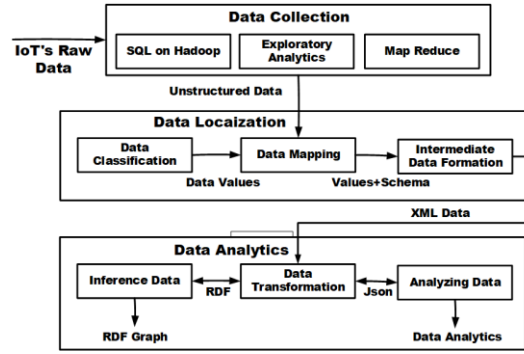 Data Collection
IoT's Raw
Data
SQL on Hadoop
Exploratory
Analytics
Map Reduce
Unstructured Data
Data Locaization
Data
Classification
Data Mapping
Intermediate
Data Formation
Data Values
Values+Schema
XML Data
Data Analytics
Inference Data
RDF
Data
Transformation
Json
Analyzing Data
RDF Graph
Data Analytics